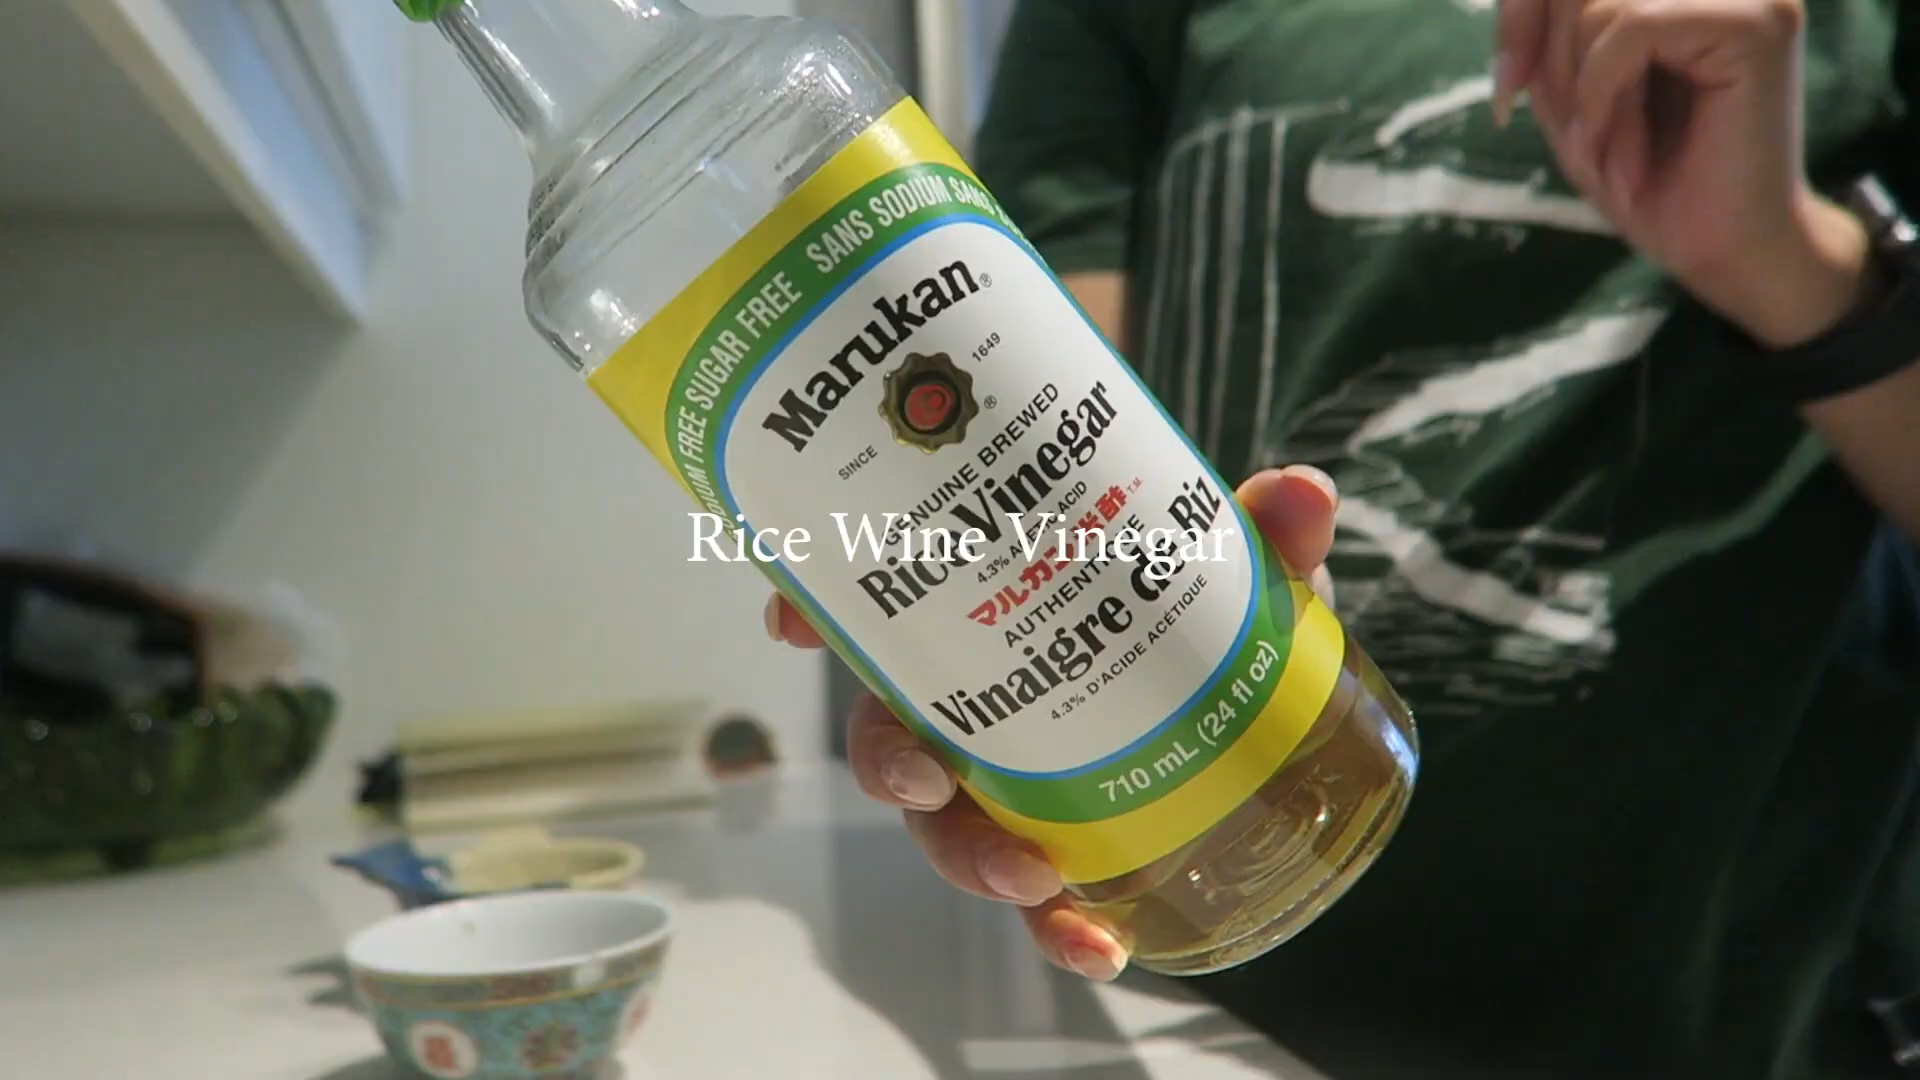 SODIUM FREE SUGAR FREE SANS SODIUM SANS
Marukan®
SINCE 1649
®
GENUINE BREWED
Rice Vinegar
4.3% ACETIC ACID
マルカン米酢 T.M.
AUTHENTIQUE
Vinaigre de Riz
4.3% D'ACIDE ACÉTIQUE
710 mL (24 fl oz)
Rice Wine Vinegar